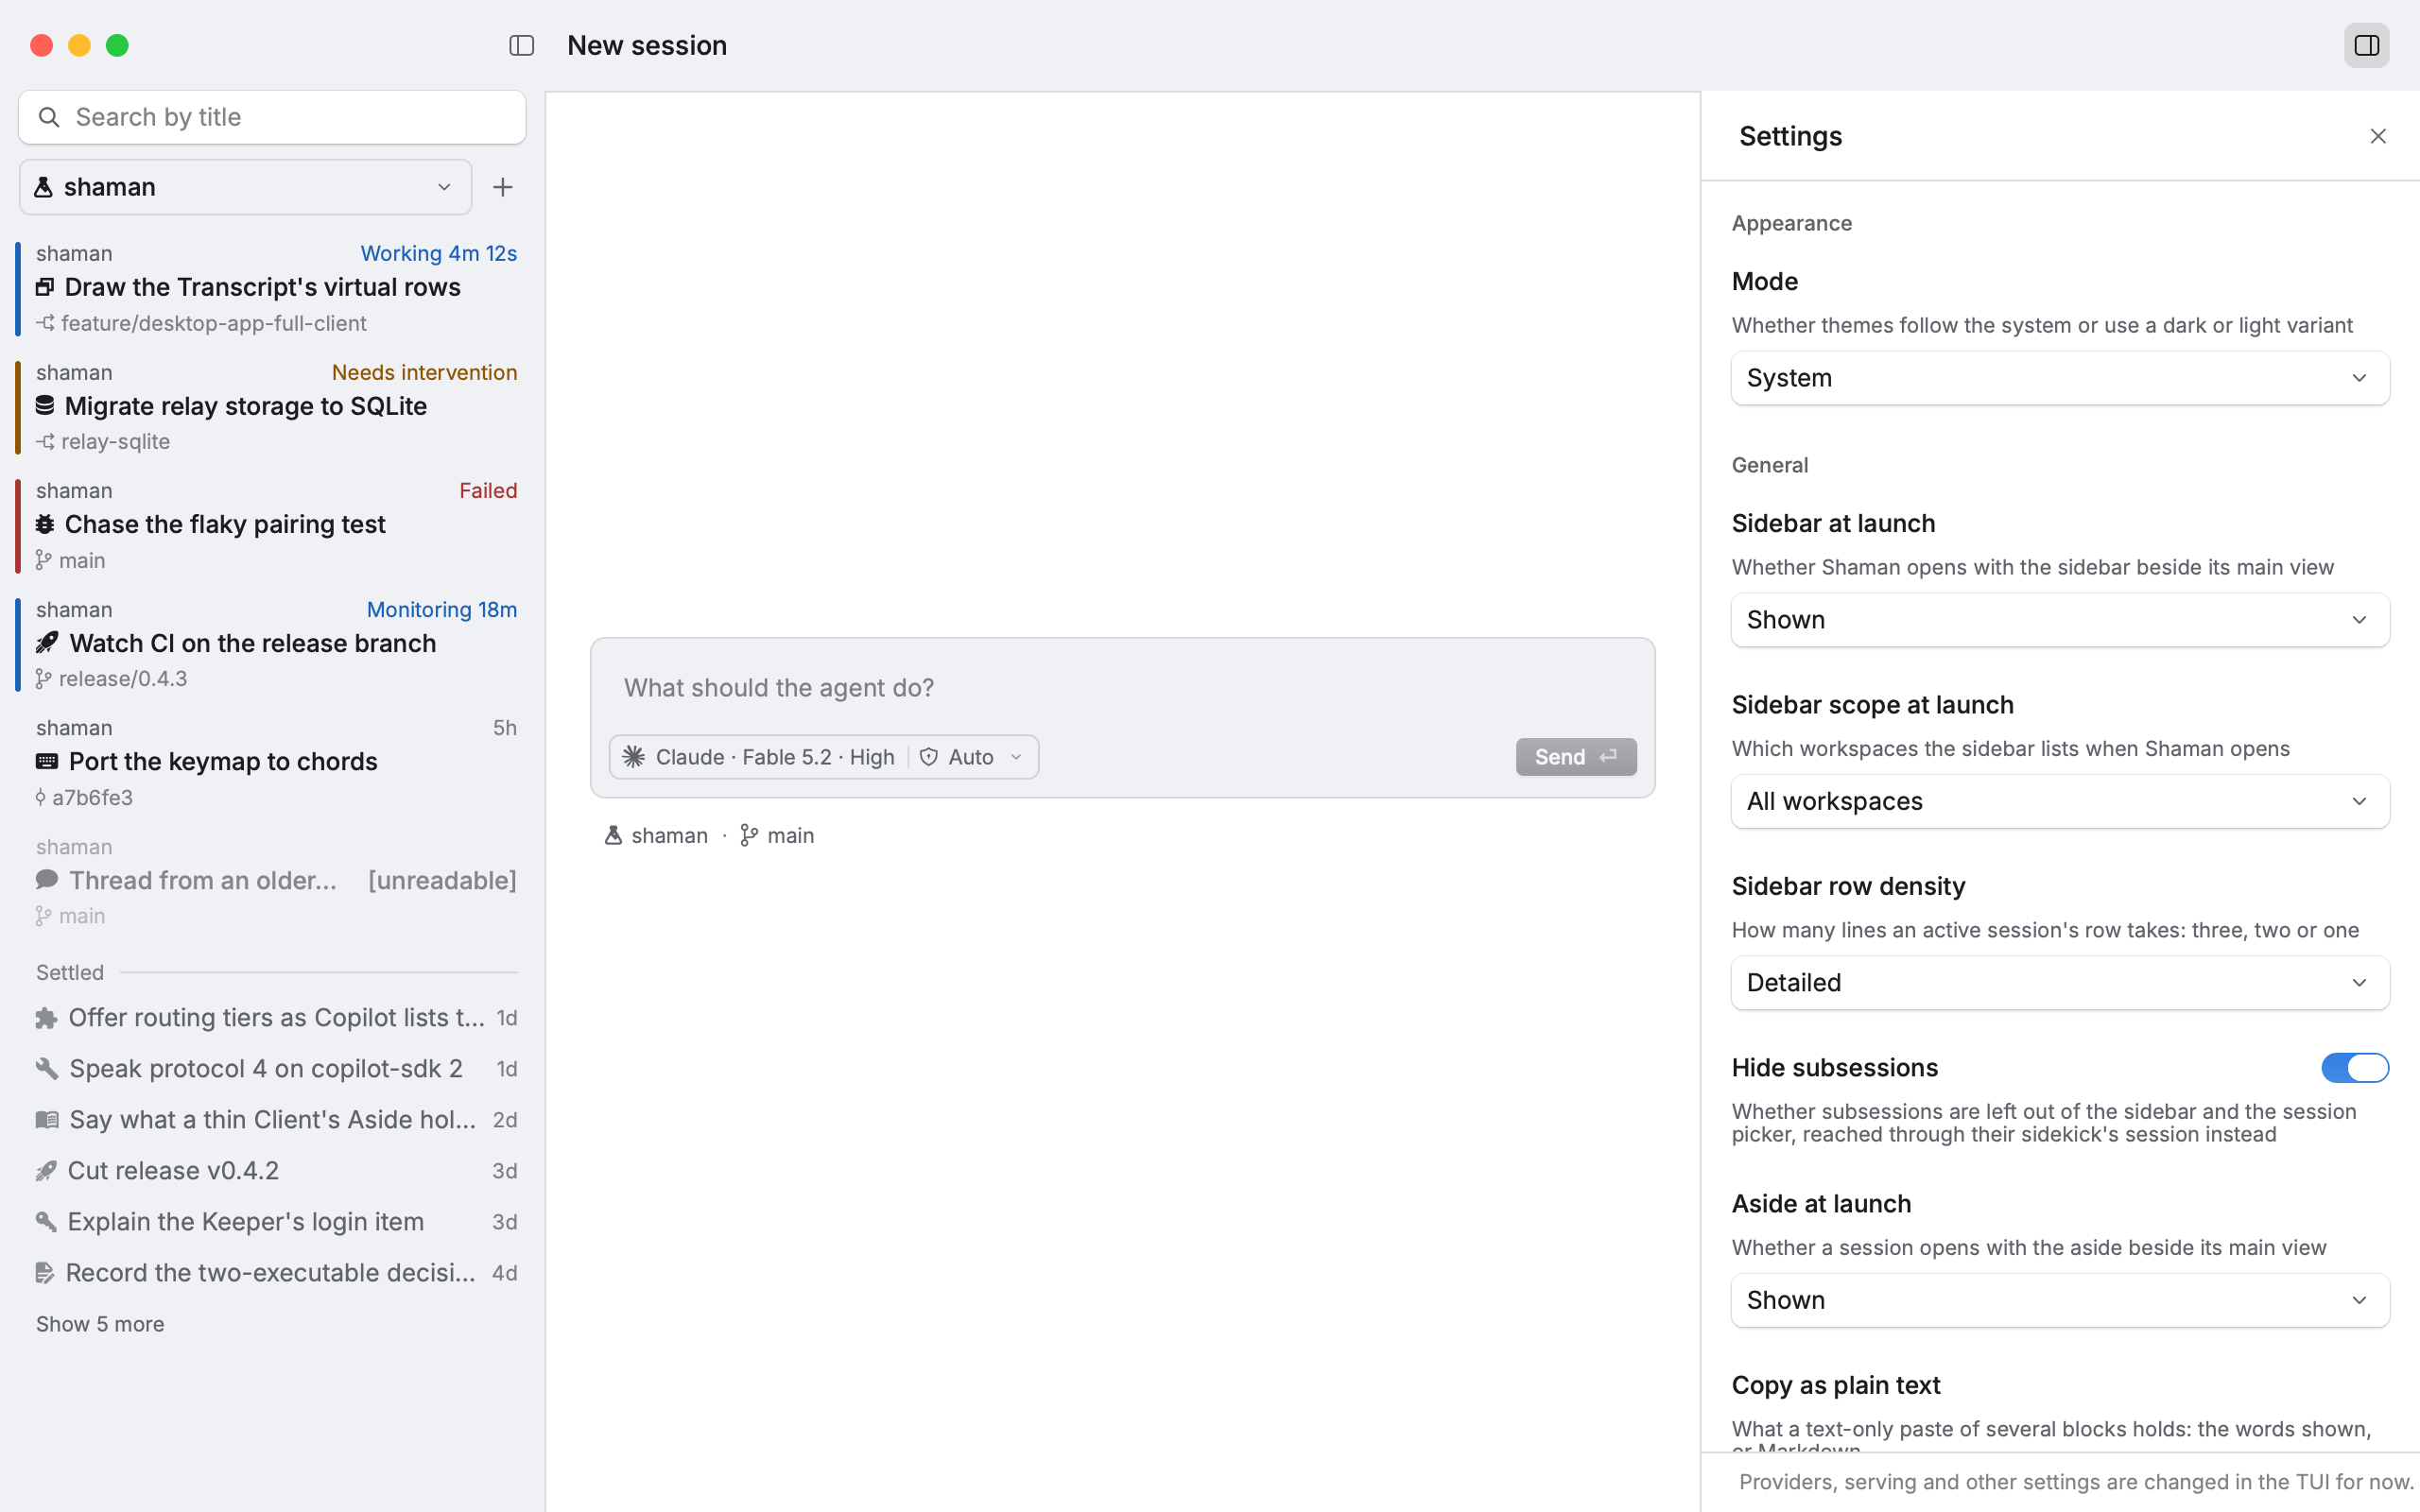 New session
Search by title
shaman
shaman Working 4m 12s
Draw the Transcript's virtual rows
feature/desktop-app-full-client
shaman Needs intervention
Migrate relay storage to SQLite
relay-sqlite
shaman Failed
Chase the flaky pairing test
main
shaman Monitoring 18m
Watch CI on the release branch
release/0.4.3
shaman 5h
Port the keymap to chords
a7b6fe3
shaman
Thread from an older... [unreadable]
main
Settled
Offer routing tiers as Copilot lists t... 1d
Speak protocol 4 on copilot-sdk 2 1d
Say what a thin Client's Aside hol... 2d
Cut release v0.4.2 3d
Explain the Keeper's login item 3d
Record the two-executable decisi... 4d
Show 5 more
What should the agent do?
Claude · Fable 5.2 · High Auto
Send
shaman · main
Settings
Appearance
Mode
Whether themes follow the system or use a dark or light variant
System
General
Sidebar at launch
Whether Shaman opens with the sidebar beside its main view
Shown
Sidebar scope at launch
Which workspaces the sidebar lists when Shaman opens
All workspaces
Sidebar row density
How many lines an active session's row takes: three, two or one
Detailed
Hide subsessions
Whether subsessions are left out of the sidebar and the session
picker, reached through their sidekick's session instead
Aside at launch
Whether a session opens with the aside beside its main view
Shown
Copy as plain text
What a text-only paste of several blocks holds: the words shown,
or Markdown
Providers, serving and other settings are changed in the TUI for now.